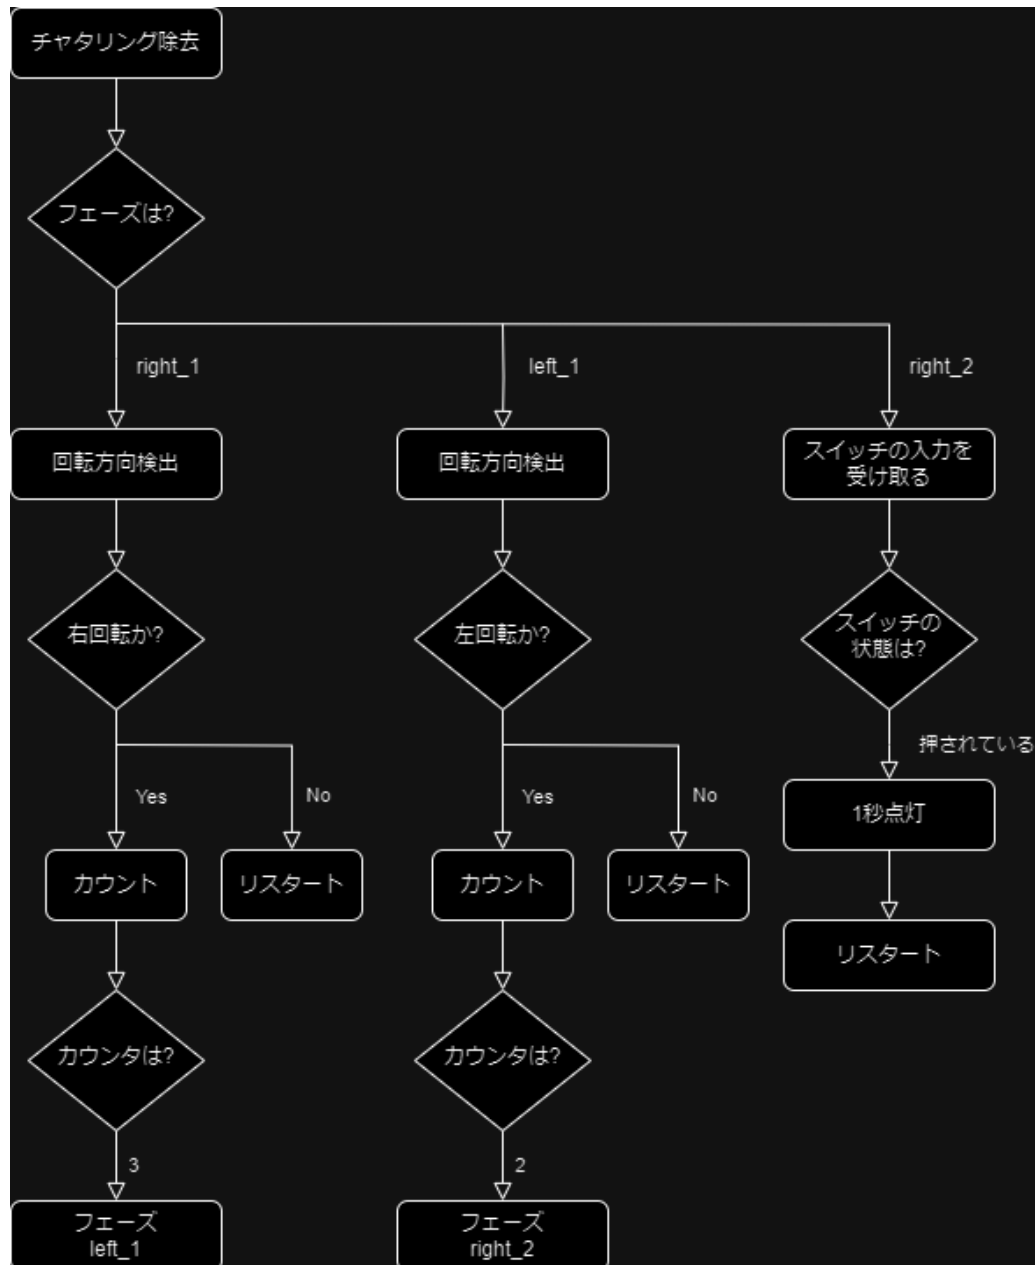 チャタリング除去
フェーズは?
right_1
left_1
right_2
回転方向検出
回転方向検出
スイッチの入力を
受け取る
右回転か?
左回転か?
スイッチの
状態は?
押されている
Yes
No
Yes
No
1秒点灯
カウント
リスタート
カウント
リスタート
リスタート
カウンタは?
カウンタは?
3
2
フェーズ
left_1
フェーズ
right_2